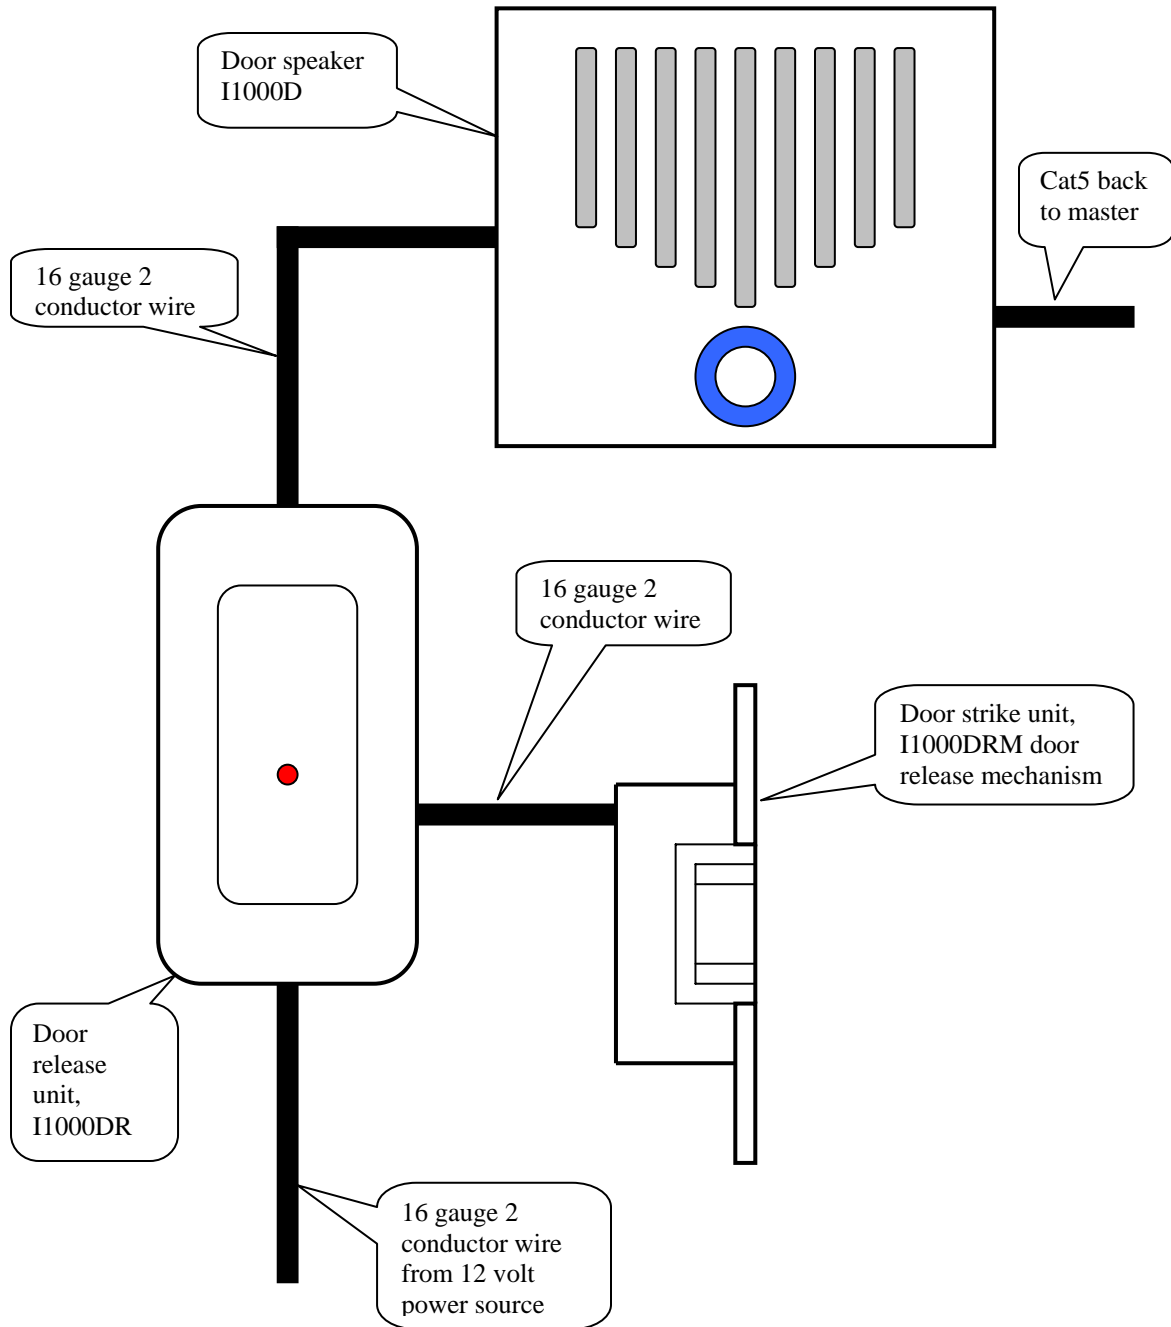 Door speaker
I1000D
Cat5 back
to master
16 gauge 2
conductor wire
16 gauge 2
conductor wire
Door strike unit,
I1000DRM door
release mechanism
Door
release
unit,
I1000DR
16 gauge 2
conductor wire
from 12 volt
power source